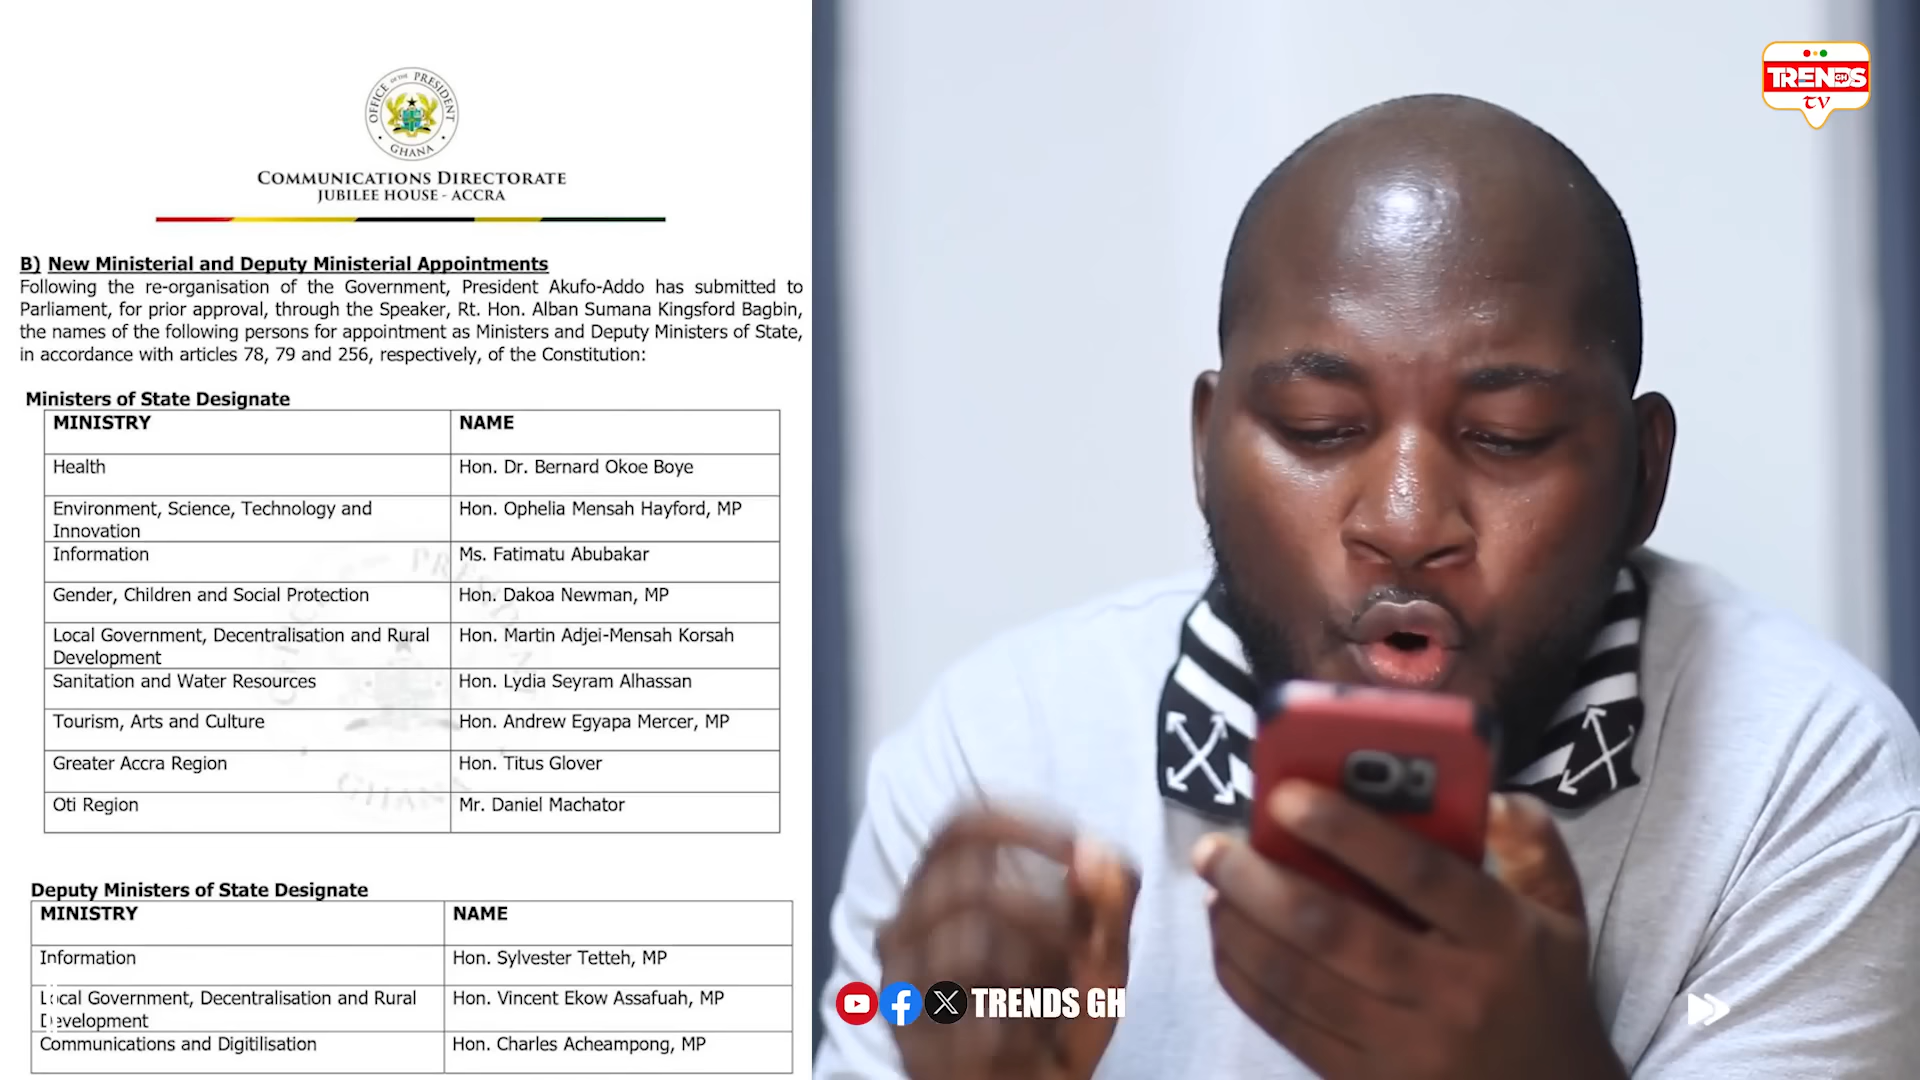 OFFICE OF THE PRESIDENT
GHANA
COMMUNICATIONS DIRECTORATE
JUBILEE HOUSE - ACCRA
B) New Ministerial and Deputy Ministerial Appointments
Following the re-organisation of the Government, President Akufo-Addo has submitted to
Parliament, for prior approval, through the Speaker, Rt. Hon. Alban Sumana Kingsford Bagbin,
the names of the following persons for appointment as Ministers and Deputy Ministers of State,
in accordance with articles 78, 79 and 256, respectively, of the Constitution:
Ministers of State Designate
MINISTRY NAME
Health Hon. Dr. Bernard Okoe Boye
Environment, Science, Technology and Hon. Ophelia Mensah Hayford, MP
Innovation
Information Ms. Fatimatu Abubakar
Gender, Children and Social Protection Hon. Dakoa Newman, MP
Local Government, Decentralisation and Rural Hon. Martin Adjei-Mensah Korsah
Development
Sanitation and Water Resources Hon. Lydia Seyram Alhassan
Tourism, Arts and Culture Hon. Andrew Egyapa Mercer, MP
Greater Accra Region Hon. Titus Glover
Oti Region Mr. Daniel Machator
Deputy Ministers of State Designate
MINISTRY NAME
Information Hon. Sylvester Tetteh, MP
Local Government, Decentralisation and Rural Hon. Vincent Ekow Assafuah, MP
Development
Communications and Digitilisation Hon. Charles Acheampong, MP
TRENDS GH
TV
TRENDS GH